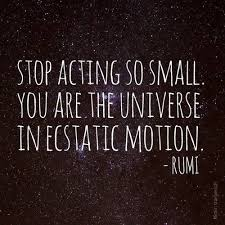 STOP ACTING SO SMALL.
YOU ARE THE UNIVERSE
IN ECSTATIC MOTION.
- RUMI